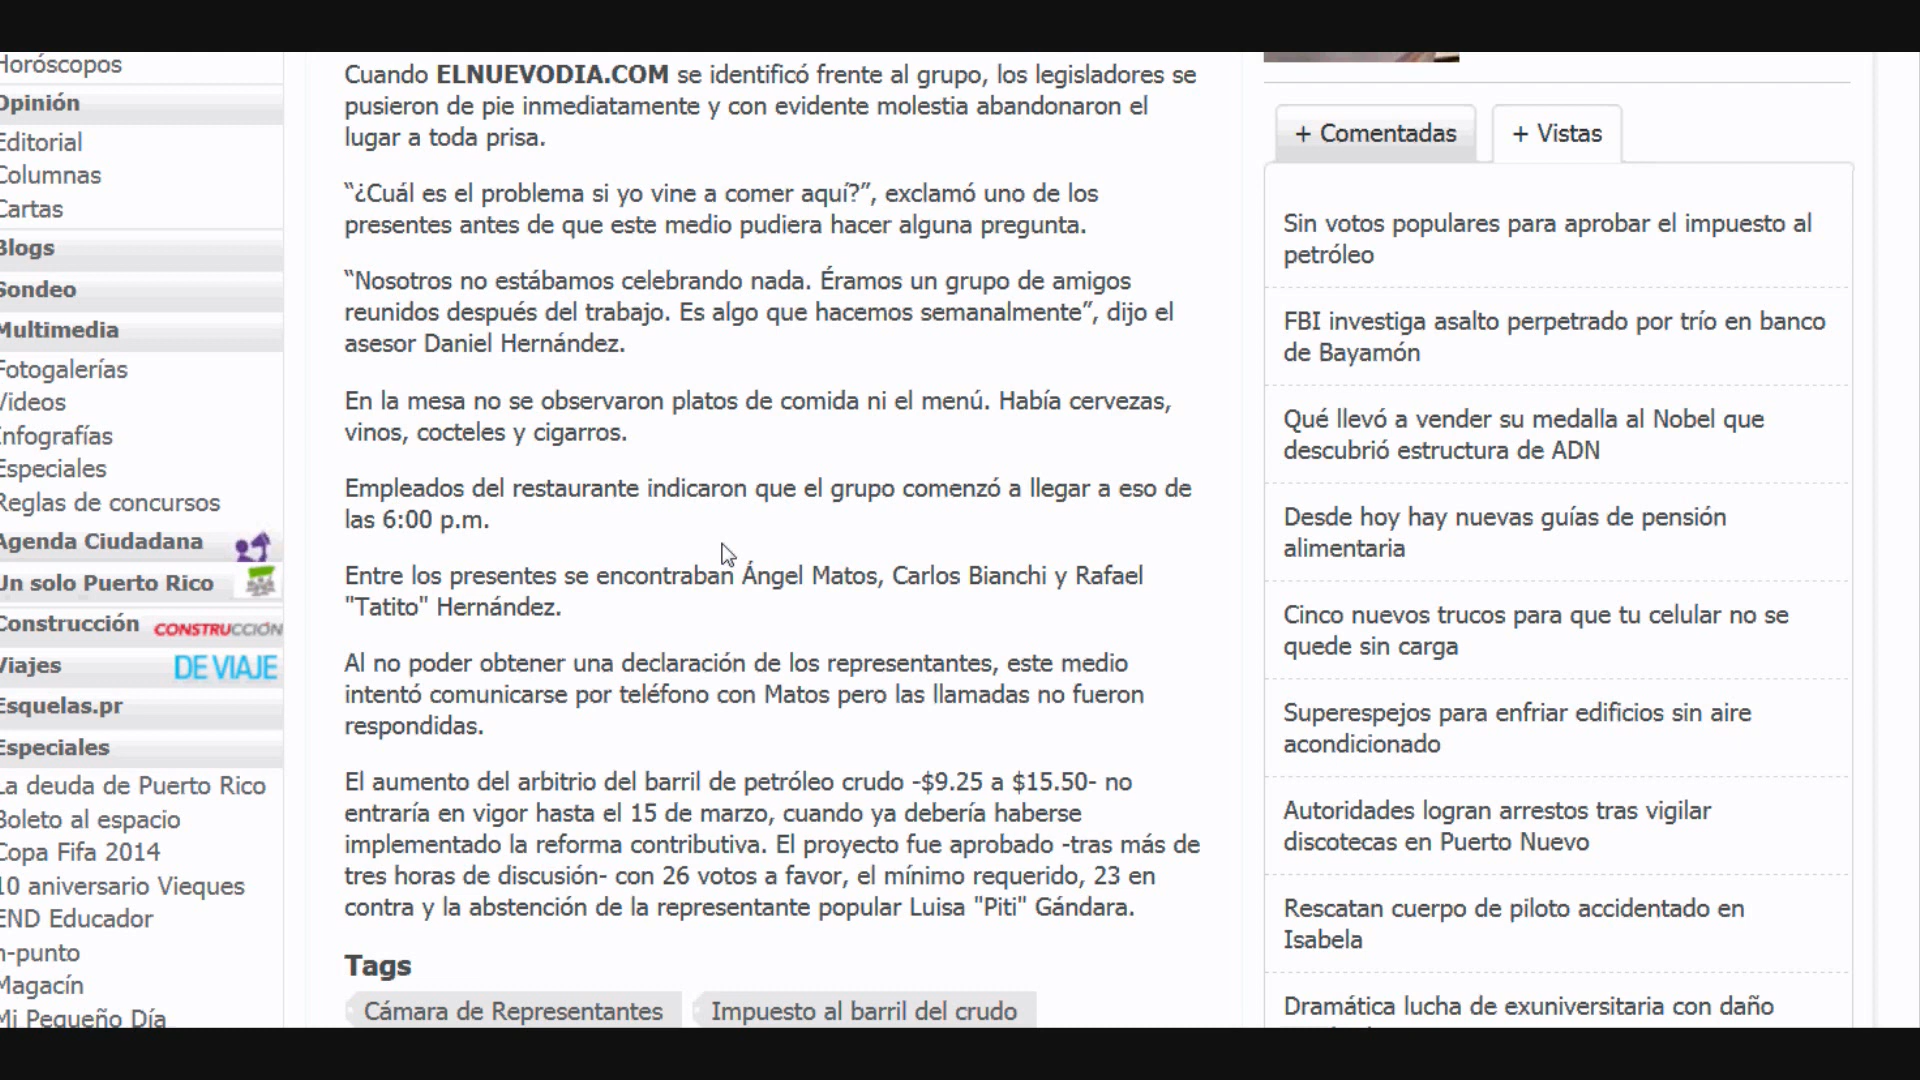 Horóscopos
Opinión
Editorial
Columnas
Cartas
Blogs
Sondeo
Multimedia
Fotogalerías
Videos
Infografías
Especiales
Reglas de concursos
Agenda Ciudadana
Un solo Puerto Rico
Construcción CONSTRUCCIÓN
Viajes DE VIAJE
Esquelas.pr
Especiales
La deuda de Puerto Rico
Boleto al espacio
Copa Fifa 2014
10 aniversario Vieques
END Educador
n-punto
Magacín
Mi Pequeño Día
Cuando ELNUEVODIA.COM se identificó frente al grupo, los legisladores se
pusieron de pie inmediatamente y con evidente molestia abandonaron el
lugar a toda prisa.
“¿Cuál es el problema si yo vine a comer aquí?”, exclamó uno de los
presentes antes de que este medio pudiera hacer alguna pregunta.
“Nosotros no estábamos celebrando nada. Éramos un grupo de amigos
reunidos después del trabajo. Es algo que hacemos semanalmente”, dijo el
asesor Daniel Hernández.
En la mesa no se observaron platos de comida ni el menú. Había cervezas,
vinos, cocteles y cigarros.
Empleados del restaurante indicaron que el grupo comenzó a llegar a eso de
las 6:00 p.m.
Entre los presentes se encontraban Ángel Matos, Carlos Bianchi y Rafael
"Tatito" Hernández.
Al no poder obtener una declaración de los representantes, este medio
intentó comunicarse por teléfono con Matos pero las llamadas no fueron
respondidas.
El aumento del arbitrio del barril de petróleo crudo -$9.25 a $15.50- no
entraría en vigor hasta el 15 de marzo, cuando ya debería haberse
implementado la reforma contributiva. El proyecto fue aprobado -tras más de
tres horas de discusión- con 26 votos a favor, el mínimo requerido, 23 en
contra y la abstención de la representante popular Luisa "Piti" Gándara.
Tags
Cámara de Representantes Impuesto al barril del crudo
+ Comentadas + Vistas
Sin votos populares para aprobar el impuesto al
petróleo
FBI investiga asalto perpetrado por trío en banco
de Bayamón
Qué llevó a vender su medalla al Nobel que
descubrió estructura de ADN
Desde hoy hay nuevas guías de pensión
alimentaria
Cinco nuevos trucos para que tu celular no se
quede sin carga
Superespejos para enfriar edificios sin aire
acondicionado
Autoridades logran arrestos tras vigilar
discotecas en Puerto Nuevo
Rescatan cuerpo de piloto accidentado en
Isabela
Dramática lucha de exuniversitaria con daño